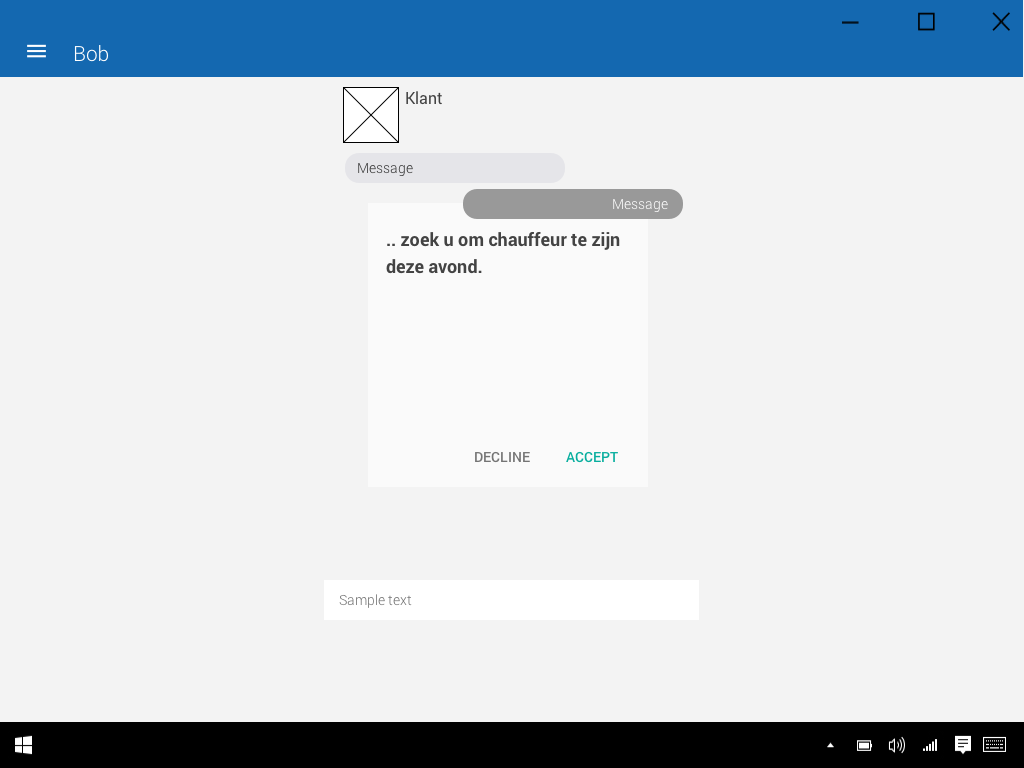 Bob
Klant
Message
Message
.. zoek u om chauffeur te zijn
deze avond.
DECLINE ACCEPT
Sample text